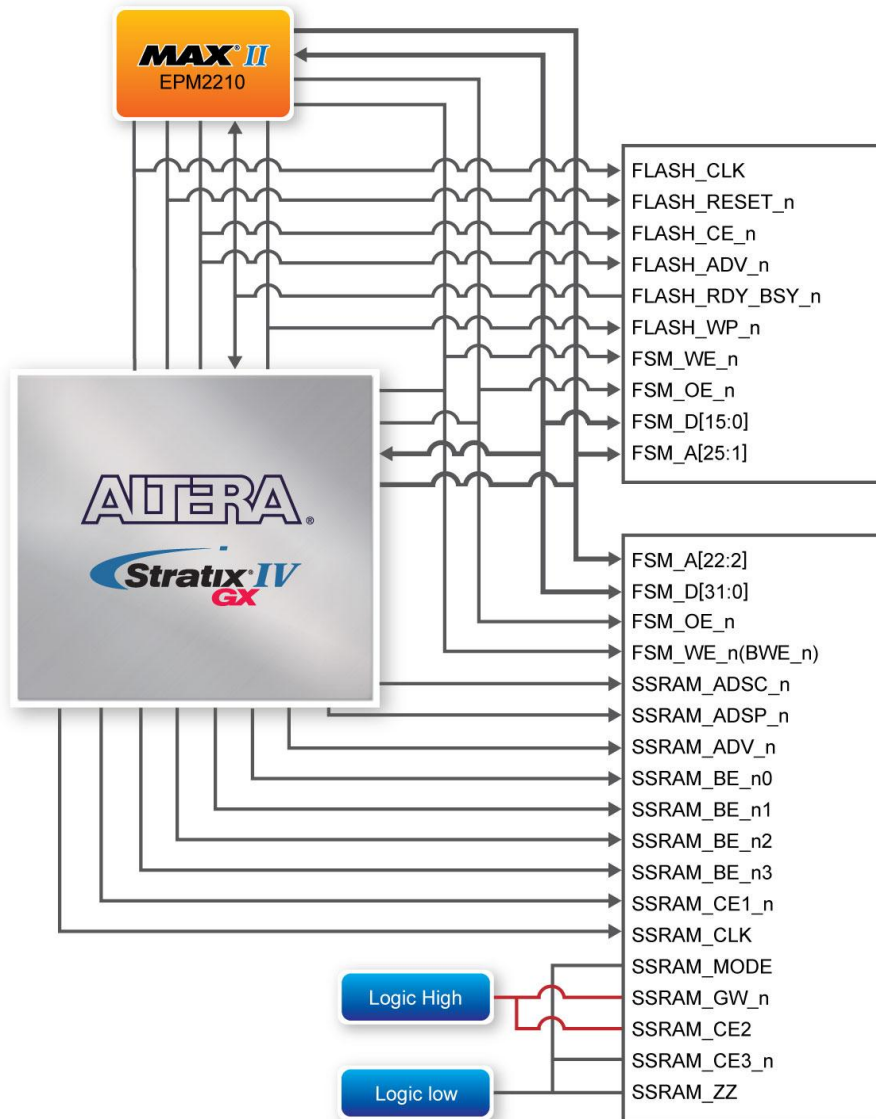 MAX® II
EPM2210
FLASH_CLK
FLASH_RESET_n
FLASH_CE_n
FLASH_ADV_n
FLASH_RDY_BSY_n
FLASH_WP_n
FSM_WE_n
FSM_OE_n
FSM_D[15:0]
FSM_A[25:1]
ALTERA®
Stratix® IV
GX
FSM_A[22:2]
FSM_D[31:0]
FSM_OE_n
FSM_WE_n(BWE_n)
SSRAM_ADSC_n
SSRAM_ADSP_n
SSRAM_ADV_n
SSRAM_BE_n0
SSRAM_BE_n1
SSRAM_BE_n2
SSRAM_BE_n3
SSRAM_CE1_n
SSRAM_CLK
SSRAM_MODE
Logic High
SSRAM_GW_n
SSRAM_CE2
SSRAM_CE3_n
Logic low
SSRAM_ZZ